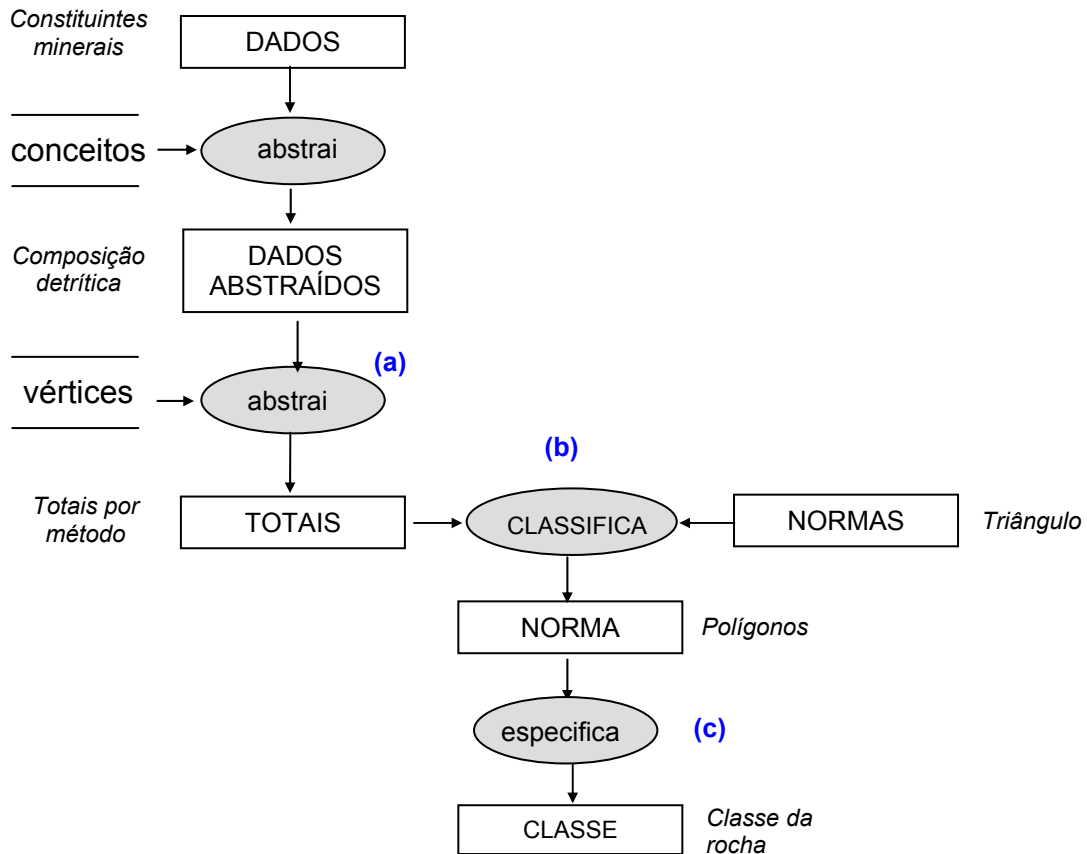 Constituintes
minerais
DADOS
conceitos
abstrai
Composição
detrítica
DADOS
ABSTRAÍDOS
(a)
vértices
abstrai
(b)
Totais por
método
TOTAIS
CLASSIFICA
NORMAS
Triângulo
NORMA
Polígonos
especifica
(c)
CLASSE
Classe da
rocha